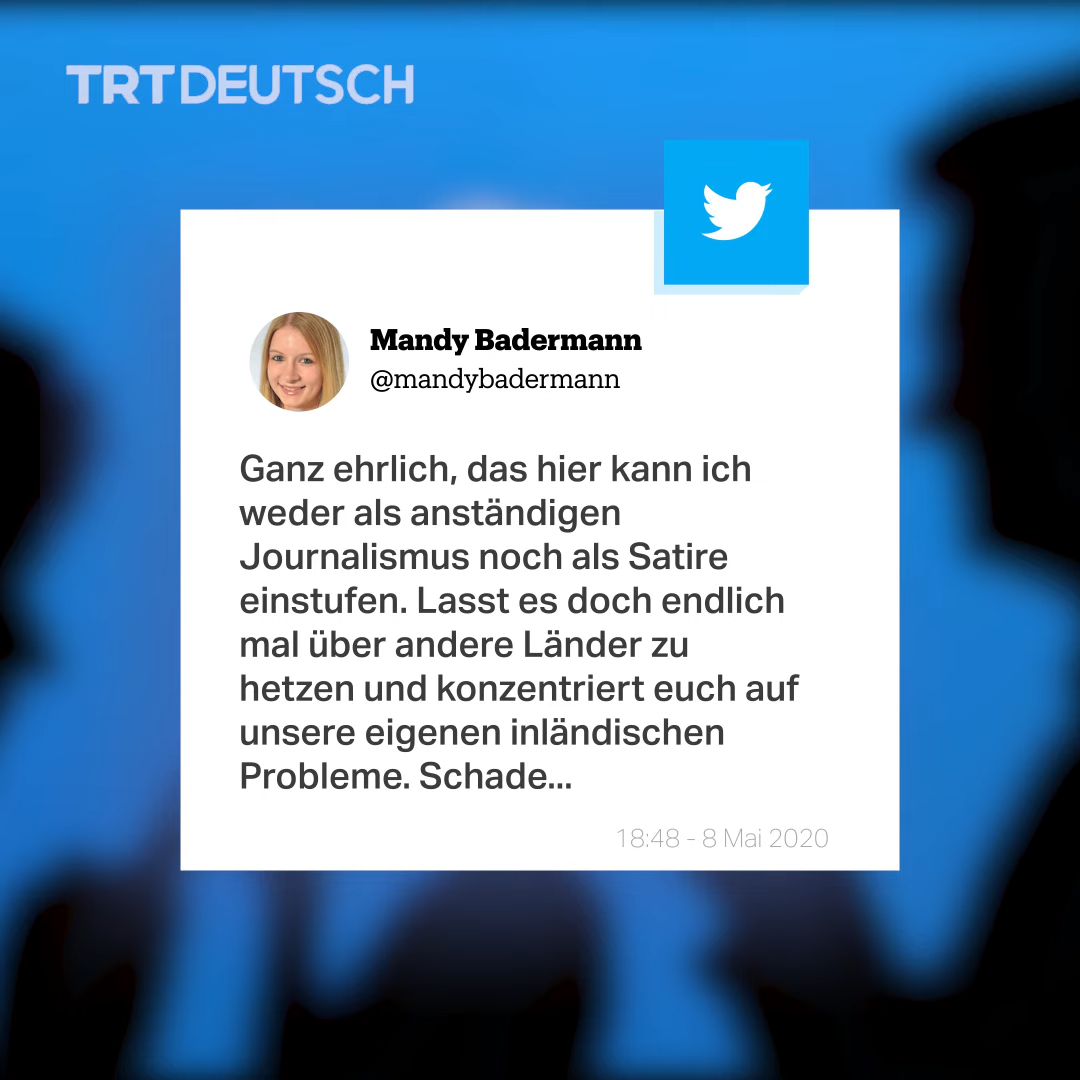 TRT DEUTSCH
Mandy Badermann
@mandybadermann
Ganz ehrlich, das hier kann ich
weder als anständigen
Journalismus noch als Satire
einstufen. Lasst es doch endlich
mal über andere Länder zu
hetzen und konzentriert euch auf
unsere eigenen inländischen
Probleme. Schade...
18:48 - 8 Mai 2020